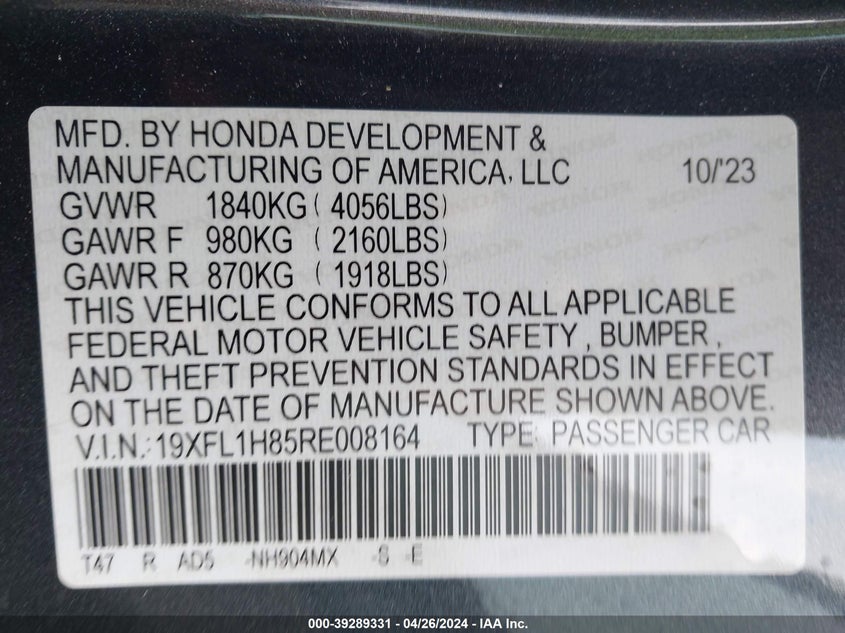 MFD. BY HONDA DEVELOPMENT &
MANUFACTURING OF AMERICA, LLC 10/'23
GVWR 1840KG ( 4056LBS)
GAWR F 980KG ( 2160LBS)
GAWR R 870KG ( 1918LBS)
THIS VEHICLE CONFORMS TO ALL APPLICABLE
FEDERAL MOTOR VEHICLE SAFETY , BUMPER ,
AND THEFT PREVENTION STANDARDS IN EFFECT
ON THE DATE OF MANUFACTURE SHOWN ABOVE.
V.I.N.: 19XFL1H85RE008164 TYPE: PASSENGER CAR
T47 R AD5 -NH904MX -S -E
000-39289331 - 04/26/2024 - IAA Inc.